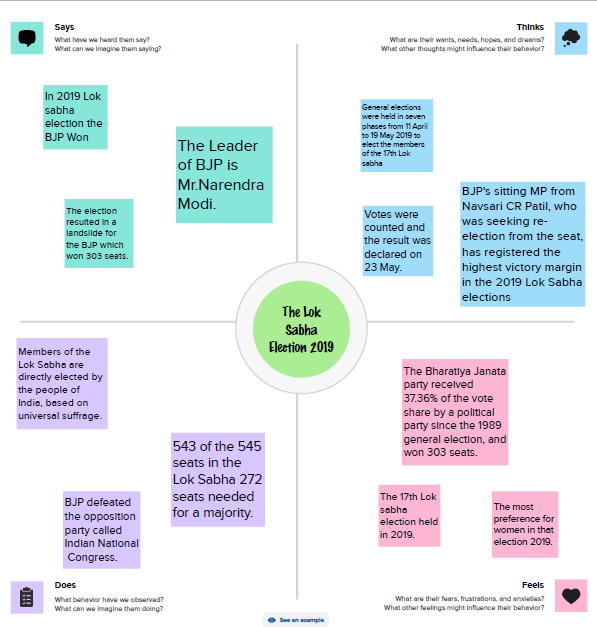 Says
What have we heard them say?
What can we imagine them saying?
In 2019 Lok
sabha
election the
BJP Won
The Leader
of BJP is
Mr.Narendra
Modi.
The election
resulted in a
landslide for
the BJP which
won 303 seats.
Thinks
What are their wants, needs, hopes, and dreams?
What other thoughts might influence their behavior?
General elections
were held in seven
phases from 11 April
to 19 May 2019 to
elect the members
of the 17th Lok
sabha
Votes were
counted and
the result was
declared on
23 May.
BJP's sitting MP from
Navsari CR Patil, who
was seeking re-
election from the seat,
has registered the
highest victory margin
in the 2019 Lok Sabha
elections
The Lok
Sabha
Election 2019
Members of the
Lok Sabha are
directly elected by
the people of
India, based on
universal suffrage.
543 of the 545
seats in the
Lok Sabha 272
seats needed
for a majority.
BJP defeated
the opposition
party called
Indian National
Congress.
Does
What behavior have we observed?
What can we imagine them doing?
The Bharatiya Janata
party received
37.36% of the vote
share by a political
party since the 1989
general election, and
won 303 seats.
The 17th Lok
sabha
election held
in 2019.
The most
preference for
women in that
election 2019.
Feels
What are their fears, frustrations, and anxieties?
What other feelings might influence their behavior?
See an example